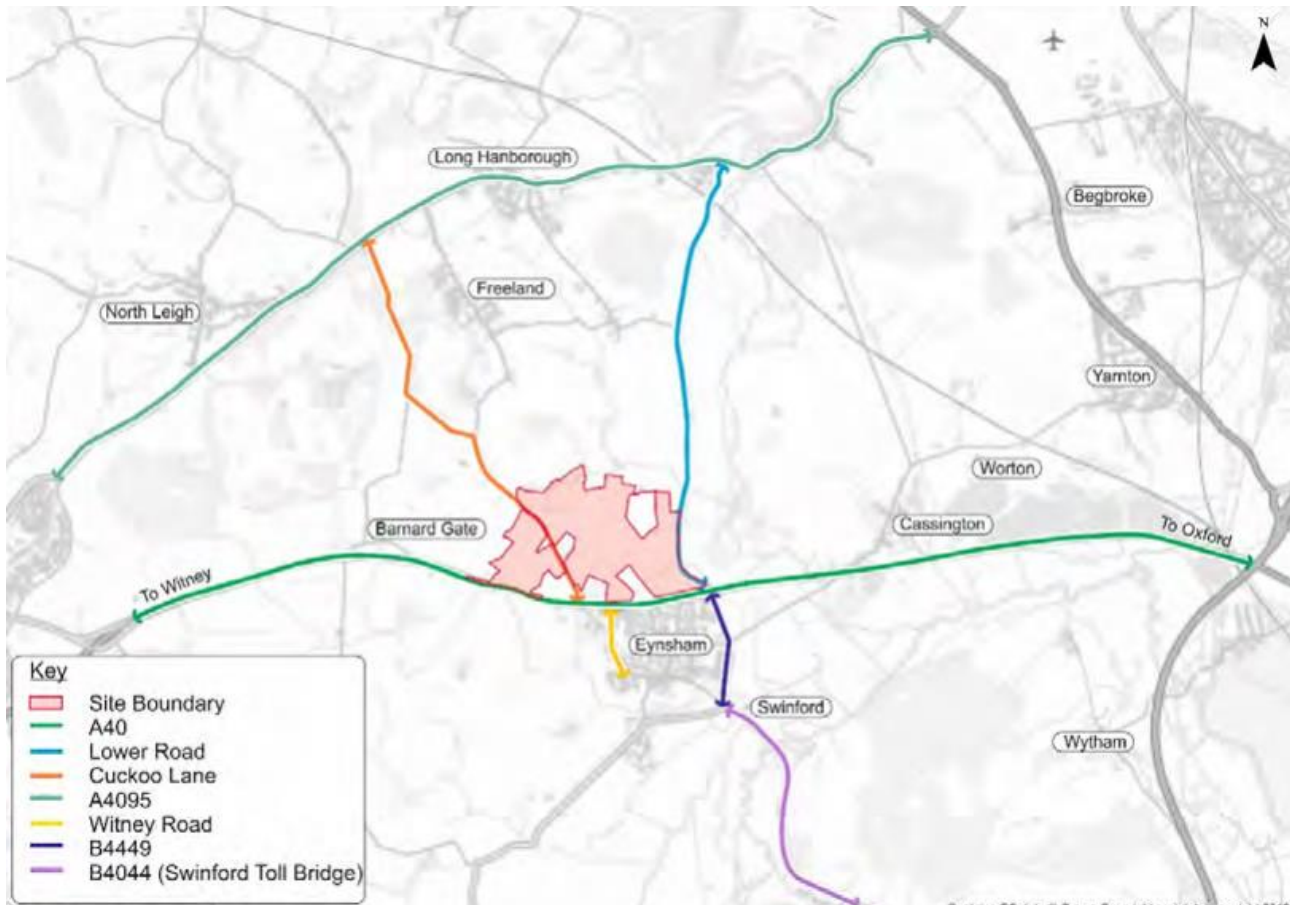 N
Long Hanborough
Begbroke
Freeland
North Leigh
Yarnton
Worton
Barnard Gate
Cassington
To Oxford
To Witney
Eynsham
Swinford
Wytham
Key
Site Boundary
A40
Lower Road
Cuckoo Lane
A4095
Witney Road
B4449
B4044 (Swinford Toll Bridge)